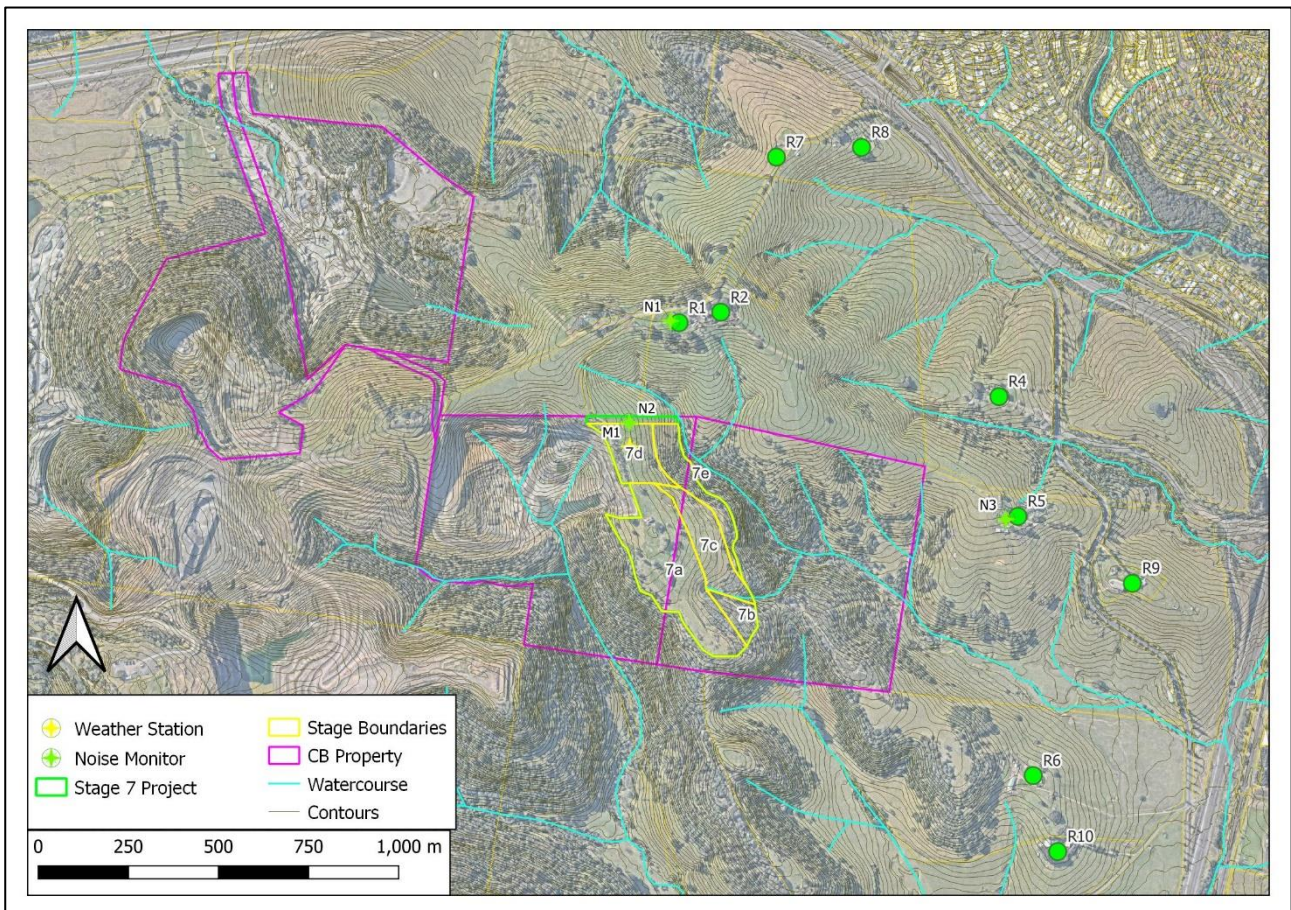 R7
R8
N1
R1
R2
R4
N2
M1
7d
7e
N3
R5
7c
7a
R9
7b
R6
R10
Weather Station
Noise Monitor
Stage 7 Project
Stage Boundaries
CB Property
Watercourse
Contours
0 250 500 750 1,000 m